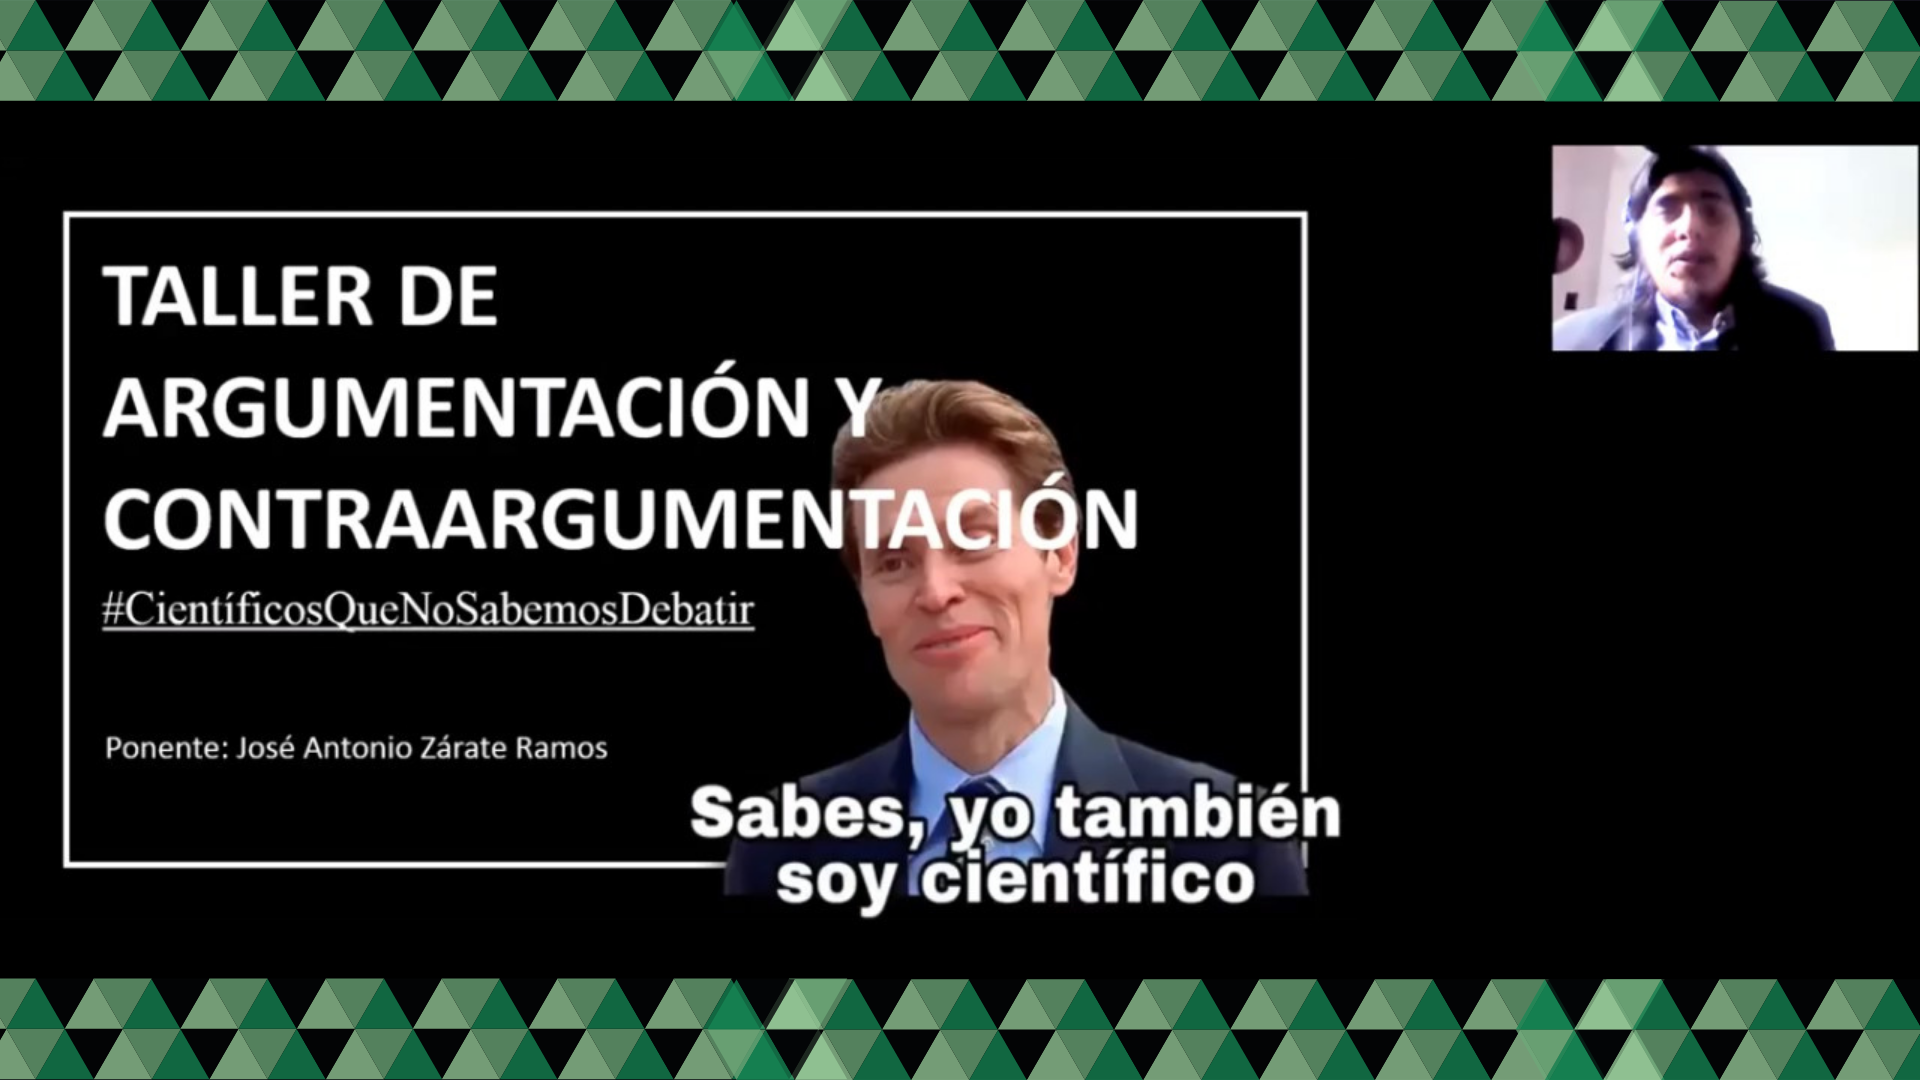 TALLER DE
ARGUMENTACIÓN Y
CONTRAARGUMENTACIÓN
#CientíficosQueNoSabemosDebatir
Ponente: José Antonio Zárate Ramos
Sabes, yo también
soy científico